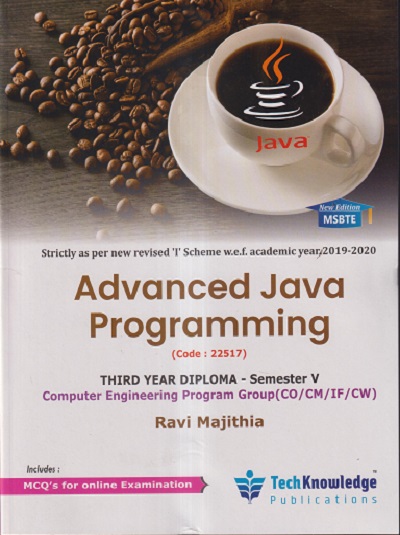 Java
New Edition
MSBTE
Strictly as per new revised 'I' Scheme w.e.f. academic year,2019-2020
Advanced Java
Programming
(Code : 22517)
THIRD YEAR DIPLOMA - Semester V
Computer Engineering Program Group(CO/CM/IF/CW)
Ravi Majithia
Includes :
MCQ's for online Examination
TechKnowledge
Publications